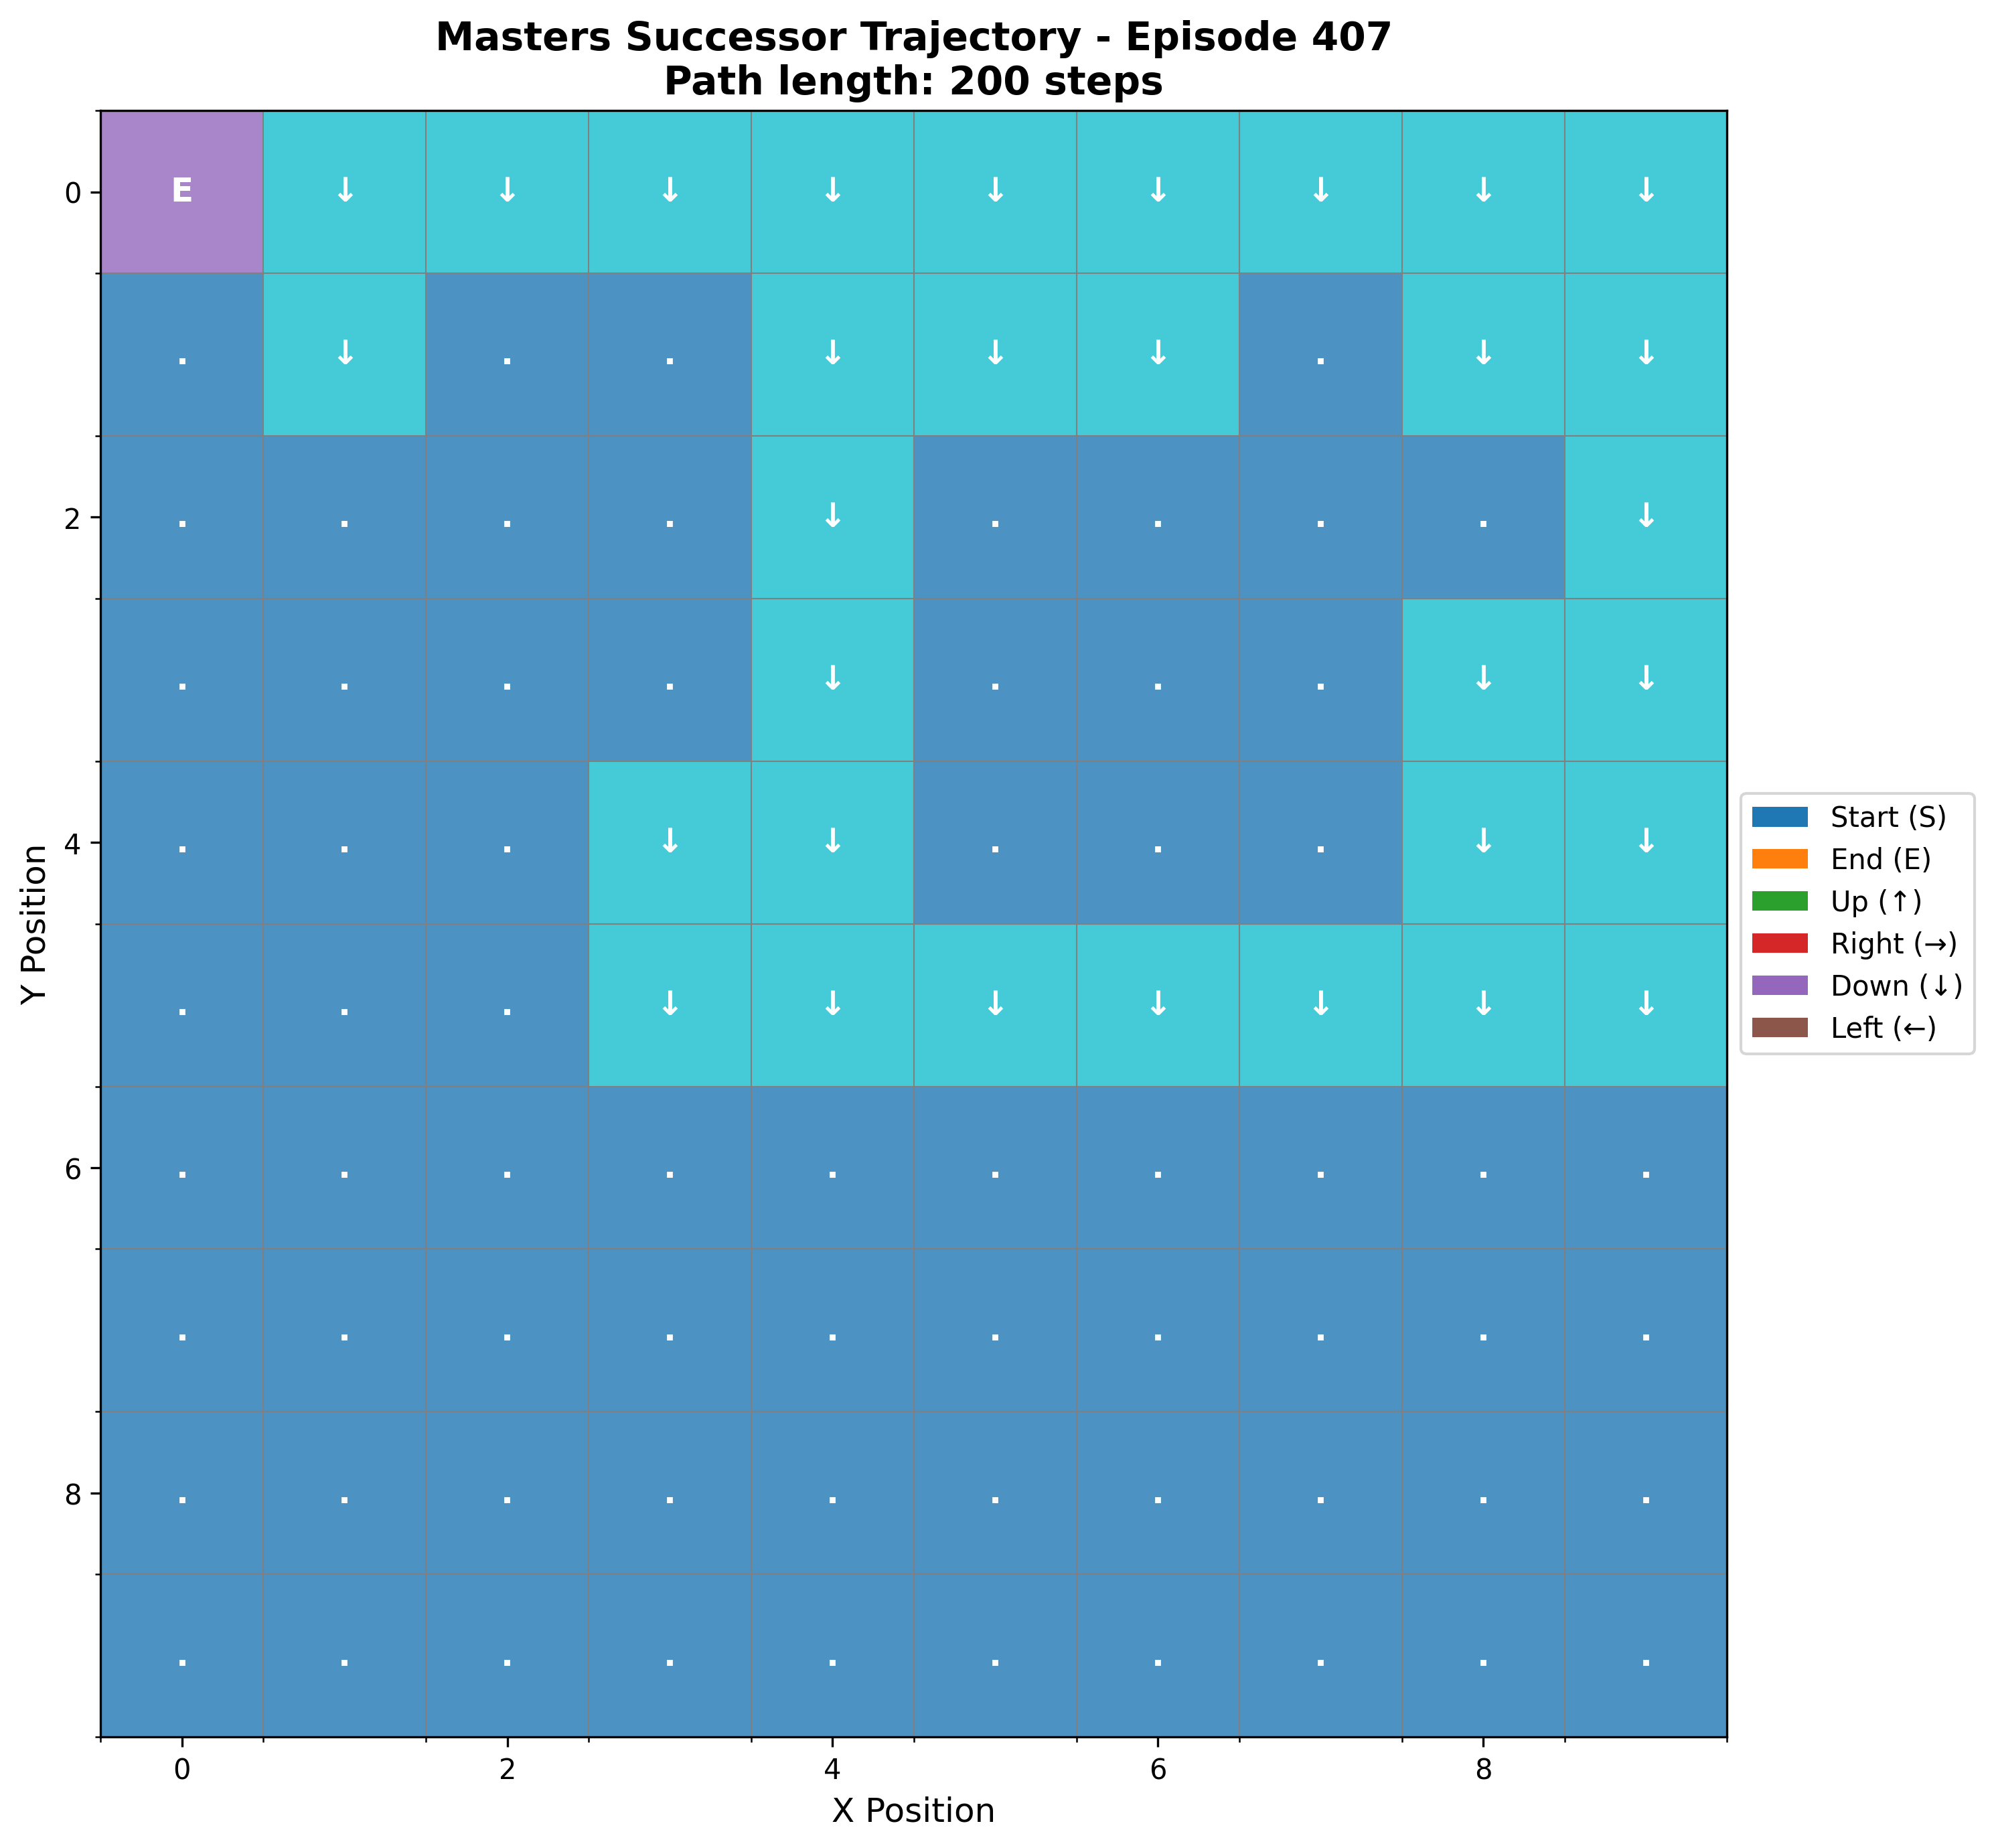 Masters Successor Trajectory - Episode 407
Path length: 200 steps
0 E ↓ ↓ ↓ ↓ ↓ ↓ ↓ ↓ ↓
. ↓ . . ↓ ↓ ↓ . ↓ ↓
2 . . . . ↓ . . . . ↓
. . . . ↓ . . . ↓ ↓
4 . . . ↓ ↓ . . . ↓ ↓
. . . ↓ ↓ ↓ ↓ ↓ ↓ ↓
6 . . . . . . . . . .
. . . . . . . . . .
8 . . . . . . . . . .
. . . . . . . . . .
0 2 4 6 8
X Position
Y Position
Start (S)
End (E)
Up (↑)
Right (→)
Down (↓)
Left (←)